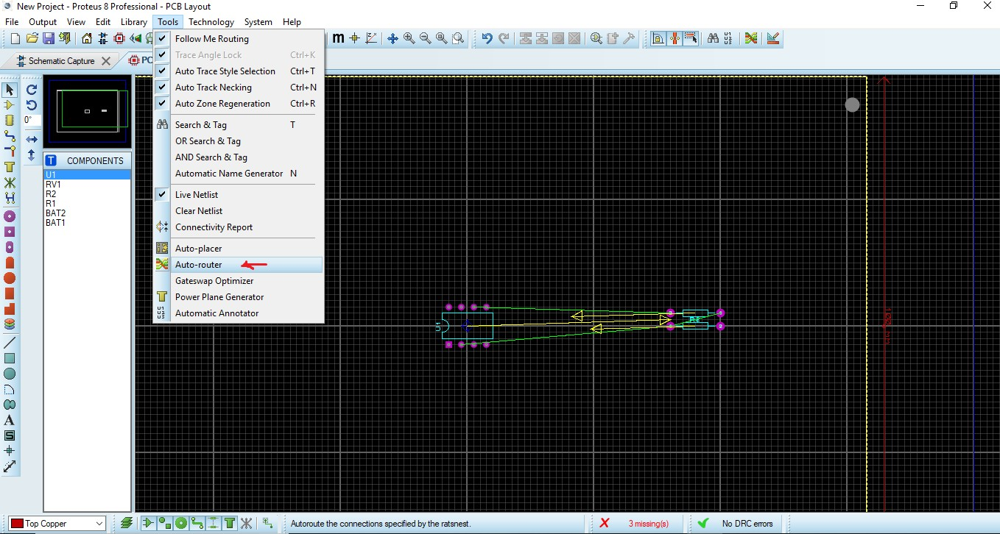 New Project - Proteus 8 Professional - PCB Layout
File Output View Edit Library Tools Technology System Help
Schematic Capture
PC
Follow Me Routing
Trace Angle Lock Ctrl+K
Auto Trace Style Selection Ctrl+T
Auto Track Necking Ctrl+N
Auto Zone Regeneration Ctrl+R
Search & Tag T
OR Search & Tag
AND Search & Tag
Automatic Name Generator N
Live Netlist
Clear Netlist
Connectivity Report
Auto-placer
Auto-router
Gateswap Optimizer
Power Plane Generator
Automatic Annotator
0°
T COMPONENTS
U1
RV1
R2
R1
BAT2
BAT1
U1
Top Copper
Autoroute the connections specified by the ratsnest.
3 missing(s)
No DRC errors